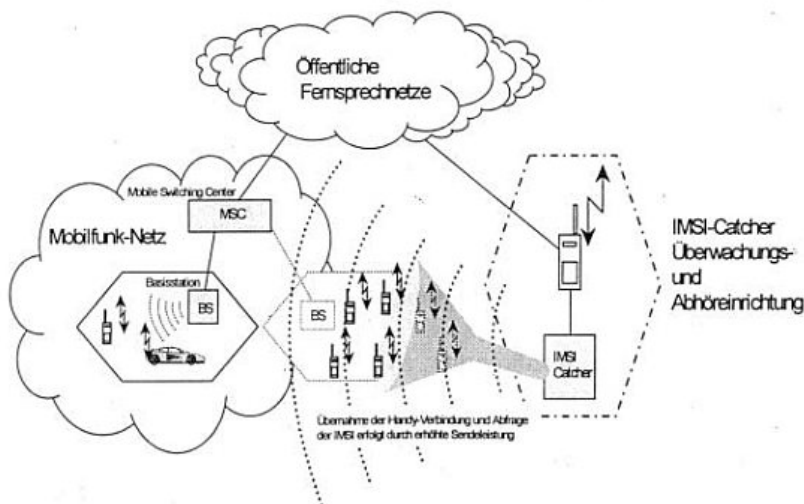 Öffentliche
Fernsprechnetze
Mobile Switching Center
MSC
Mobilfunk-Netz
Basisstation
BS
BS
IMSI-Catcher
Überwachungs-
und
Abhöreinrichtung
IMSI
Catcher
Übernahme der Handy-Verbindung und Abfrage
der IMSI erfolgt durch erhöhte Sendeleistung